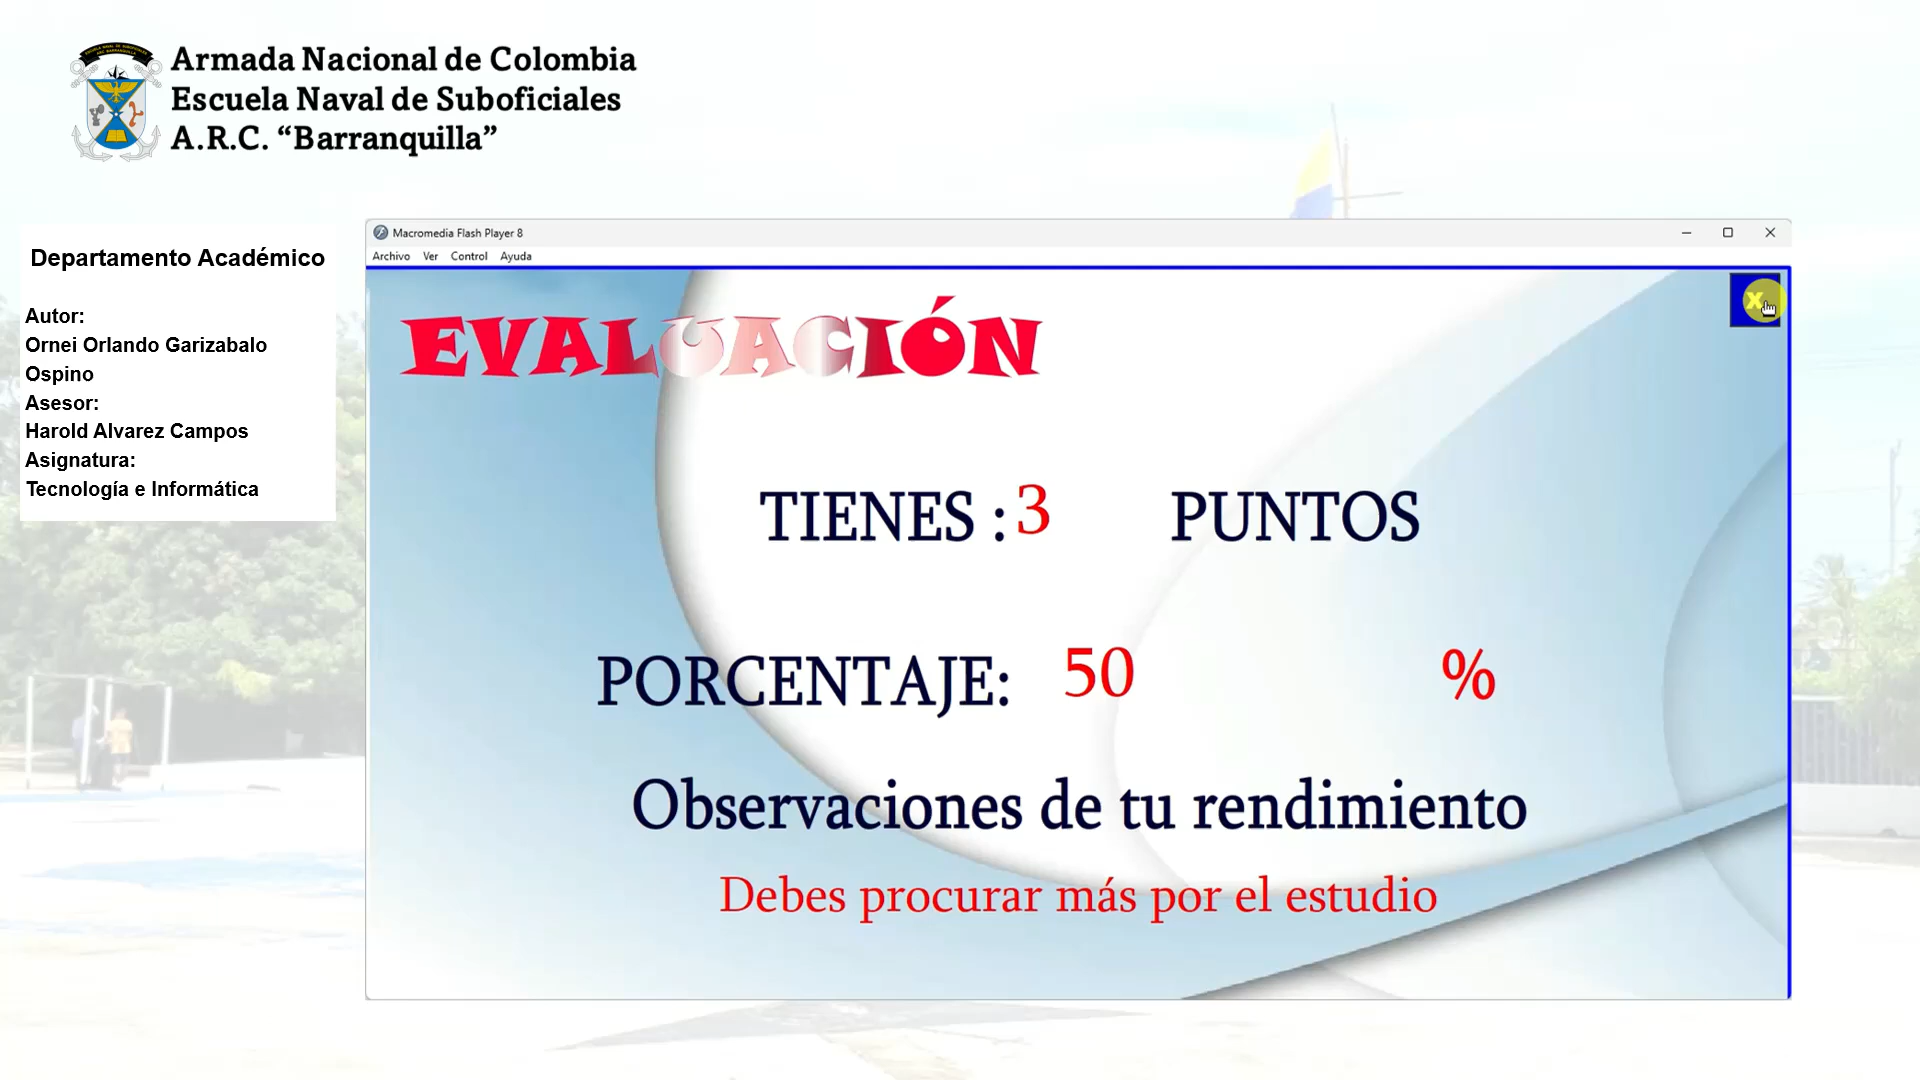 Armada Nacional de Colombia
Escuela Naval de Suboficiales
A.R.C. “Barranquilla”
Departamento Académico
Autor:
Ornei Orlando Garizabalo
Ospino
Asesor:
Harold Alvarez Campos
Asignatura:
Tecnología e Informática
Macromedia Flash Player 8
Archivo Ver Control Ayuda
X
EVALUACIÓN
TIENES : 3 PUNTOS
PORCENTAJE: 50 %
Observaciones de tu rendimiento
Debes procurar más por el estudio